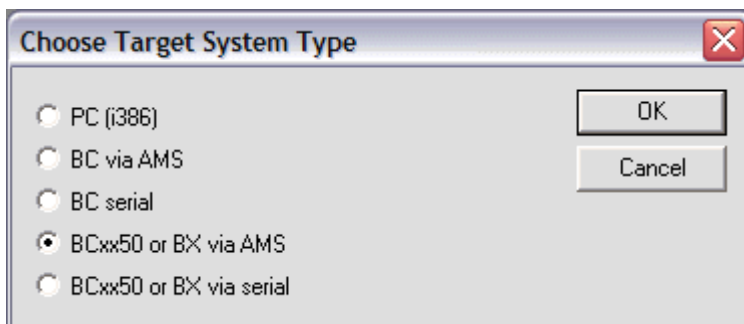 Choose Target System Type
PC (i386)
OK
BC via AMS
Cancel
BC serial
BCxx50 or BX via AMS
BCxx50 or BX via serial